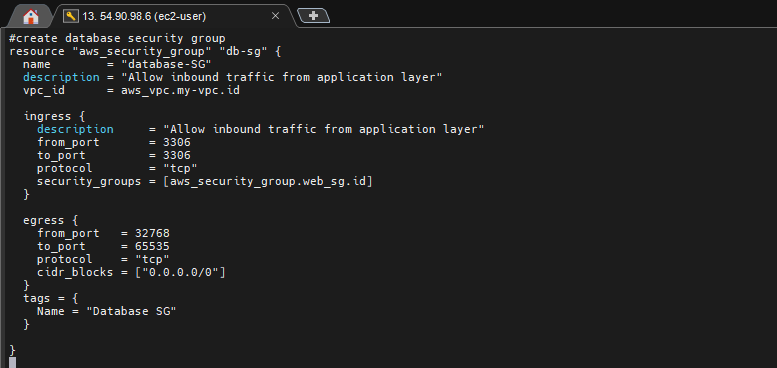 13. 54.90.98.6 (ec2-user)
#create database security group
resource "aws_security_group" "db-sg" {
  name        = "database-SG"
  description = "Allow inbound traffic from application layer"
  vpc_id      = aws_vpc.my-vpc.id

  ingress {
    description     = "Allow inbound traffic from application layer"
    from_port       = 3306
    to_port         = 3306
    protocol        = "tcp"
    security_groups = [aws_security_group.web_sg.id]
  }

  egress {
    from_port   = 32768
    to_port     = 65535
    protocol    = "tcp"
    cidr_blocks = ["0.0.0.0/0"]
  }
  tags = {
    Name = "Database SG"
  }

}